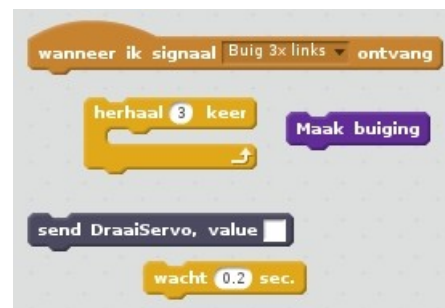 wanneer ik signaal Buig 3x links ontvang
herhaal 3 keer
Maak buiging
send DraaiServo, value
wacht 0.2 sec.